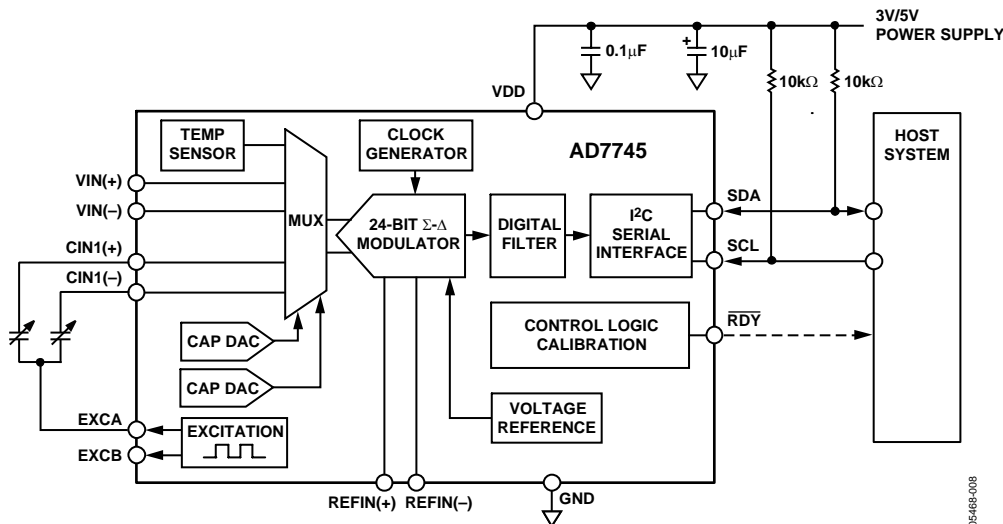 3V/5V
POWER SUPPLY
0.1μF
+
10μF
10kΩ
10kΩ
VDD
TEMP
SENSOR
CLOCK
GENERATOR
AD7745
HOST
SYSTEM
VIN(+)
VIN(–)
MUX
24-BIT Σ-Δ
MODULATOR
DIGITAL
FILTER
I²C
SERIAL
INTERFACE
SDA
SCL
CIN1(+)
CIN1(–)
CAP DAC
CAP DAC
CONTROL LOGIC
CALIBRATION
RDY
VOLTAGE
REFERENCE
EXCA
EXCB
EXCITATION
REFIN(+)
REFIN(–)
GND
05468-008